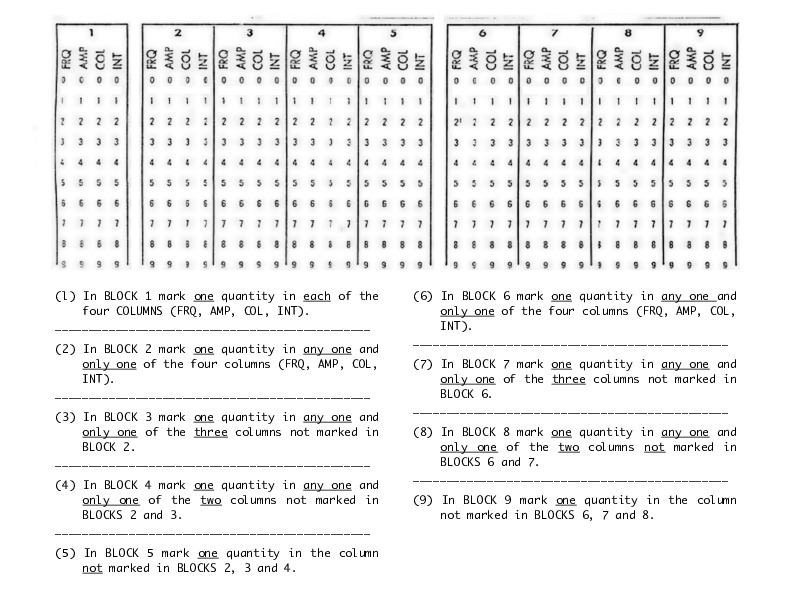 1 2 3 4 5 6 7 8 9
FRQ AMP COL INT FRQ AMP COL INT FRQ AMP COL INT FRQ AMP COL INT FRQ AMP COL INT FRQ AMP COL INT FRQ AMP COL INT FRQ AMP COL INT FRQ AMP COL INT
0 0 0 0 0 0 0 0 0 0 0 0 0 0 0 0 0 0 0 0 0 0 0 0 0 0 0 0 0 0 0 0 0 0 0 0
1 1 1 1 1 1 1 1 1 1 1 1 1 1 1 1 1 1 1 1 1 1 1 1 1 1 1 1 1 1 1 1 1 1 1 1
2 2 2 2 2 2 2 2 2 2 2 2 2 2 2 2 2 2 2 2 2 2 2 2 2 2 2 2 2 2 2 2 2 2 2 2
3 3 3 3 3 3 3 3 3 3 3 3 3 3 3 3 3 3 3 3 3 3 3 3 3 3 3 3 3 3 3 3 3 3 3 3
4 4 4 4 4 4 4 4 4 4 4 4 4 4 4 4 4 4 4 4 4 4 4 4 4 4 4 4 4 4 4 4 4 4 4 4
5 5 5 5 5 5 5 5 5 5 5 5 5 5 5 5 5 5 5 5 5 5 5 5 5 5 5 5 5 5 5 5 5 5 5 5
6 6 6 6 6 6 6 6 6 6 6 6 6 6 6 6 6 6 6 6 6 6 6 6 6 6 6 6 6 6 6 6 6 6 6 6
7 7 7 7 7 7 7 7 7 7 7 7 7 7 7 7 7 7 7 7 7 7 7 7 7 7 7 7 7 7 7 7 7 7 7 7
8 8 8 8 8 8 8 8 8 8 8 8 8 8 8 8 8 8 8 8 8 8 8 8 8 8 8 8 8 8 8 8 8 8 8 8
9 9 9 9 9 9 9 9 9 9 9 9 9 9 9 9 9 9 9 9 9 9 9 9 9 9 9 9 9 9 9 9 9 9 9 9
(1) In BLOCK 1 mark one quantity in each of the
four COLUMNS (FRQ, AMP, COL, INT).
(2) In BLOCK 2 mark one quantity in any one and
only one of the four columns (FRQ, AMP, COL,
INT).
(3) In BLOCK 3 mark one quantity in any one and
only one of the three columns not marked in
BLOCK 2.
(4) In BLOCK 4 mark one quantity in any one and
only one of the two columns not marked in
BLOCKS 2 and 3.
(5) In BLOCK 5 mark one quantity in the column
not marked in BLOCKS 2, 3 and 4.
(6) In BLOCK 6 mark one quantity in any one and
only one of the four columns (FRQ, AMP, COL,
INT).
(7) In BLOCK 7 mark one quantity in any one and
only one of the three columns not marked in
BLOCK 6.
(8) In BLOCK 8 mark one quantity in any one and
only one of the two columns not marked in
BLOCKS 6 and 7.
(9) In BLOCK 9 mark one quantity in the column
not marked in BLOCKS 6, 7 and 8.